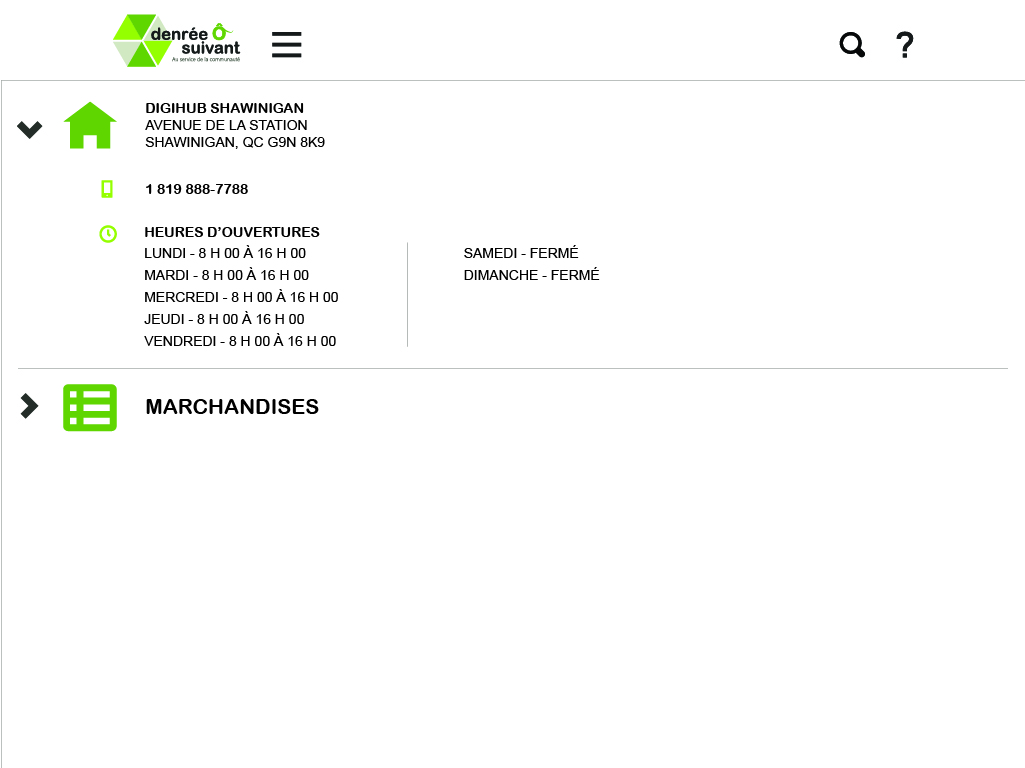 denrée Ô
suivant
Au service de la communauté
?
DIGIHUB SHAWINIGAN
AVENUE DE LA STATION
SHAWINIGAN, QC G9N 8K9
1 819 888-7788
HEURES D’OUVERTURES
LUNDI - 8 H 00 À 16 H 00
MARDI - 8 H 00 À 16 H 00
MERCREDI - 8 H 00 À 16 H 00
JEUDI - 8 H 00 À 16 H 00
VENDREDI - 8 H 00 À 16 H 00
SAMEDI - FERMÉ
DIMANCHE - FERMÉ
MARCHANDISES